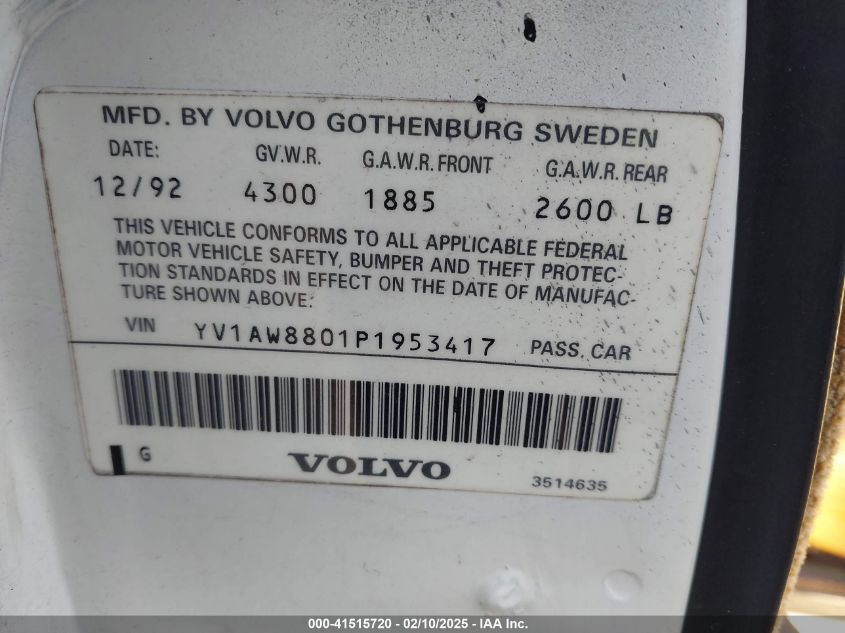 MFD. BY VOLVO GOTHENBURG SWEDEN
DATE: G.V.W.R. G.A.W.R. FRONT G.A.W.R. REAR
12/92 4300 1885 2600 LB
THIS VEHICLE CONFORMS TO ALL APPLICABLE FEDERAL
MOTOR VEHICLE SAFETY, BUMPER AND THEFT PROTEC-
TION STANDARDS IN EFFECT ON THE DATE OF MANUFAC-
TURE SHOWN ABOVE:
VIN YV1AW8801P1953417 PASS. CAR
G VOLVO 3514635
000-41515720 - 02/10/2025 - IAA Inc.